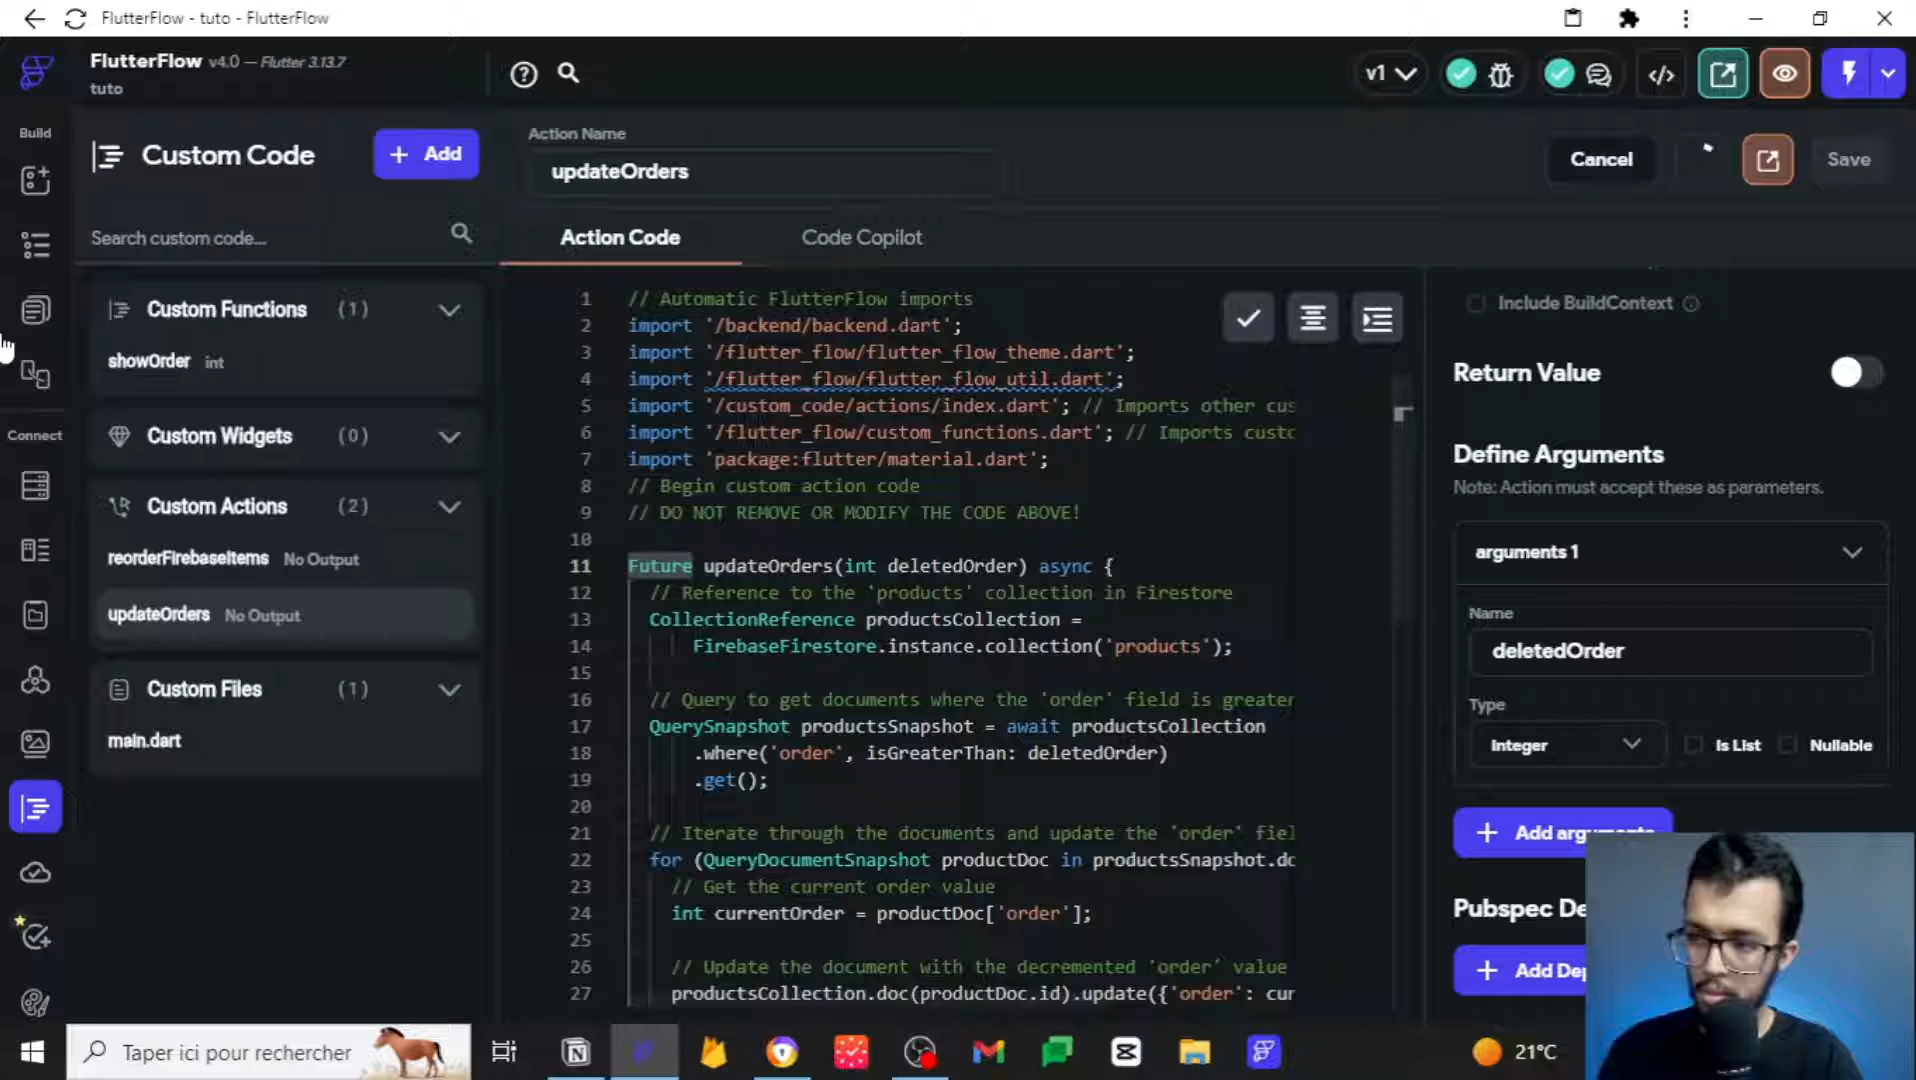 FlutterFlow - tuto - FlutterFlow
FlutterFlow v4.0 — Flutter 3.13.7
tuto
v1
Build
Custom Code
+ Add
Search custom code...
Custom Functions (1)
showOrder int
Custom Widgets (0)
Connect
Custom Actions (2)
reorderFirebaseItems No Output
updateOrders No Output
Custom Files (1)
main.dart
Action Name
updateOrders
Cancel
Save
Action Code
Code Copilot
1 // Automatic FlutterFlow imports
2 import '/backend/backend.dart';
3 import '/flutter_flow/flutter_flow_theme.dart';
4 import '/flutter_flow/flutter_flow_util.dart';
5 import '/custom_code/actions/index.dart'; // Imports other cus
6 import '/flutter_flow/custom_functions.dart'; // Imports custo
7 import 'package:flutter/material.dart';
8 // Begin custom action code
9 // DO NOT REMOVE OR MODIFY THE CODE ABOVE!
10
11 Future updateOrders(int deletedOrder) async {
12 // Reference to the 'products' collection in Firestore
13 CollectionReference productsCollection =
14 FirebaseFirestore.instance.collection('products');
15
16 // Query to get documents where the 'order' field is greater
17 QuerySnapshot productsSnapshot = await productsCollection
18 .where('order', isGreaterThan: deletedOrder)
19 .get();
20
21 // Iterate through the documents and update the 'order' fiel
22 for (QueryDocumentSnapshot productDoc in productsSnapshot.do
23 // Get the current order value
24 int currentOrder = productDoc['order'];
25
26 // Update the document with the decremented 'order' value
27 productsCollection.doc(productDoc.id).update({'order': cur
Include BuildContext
Return Value
Define Arguments
Note: Action must accept these as parameters.
arguments 1
Name
deletedOrder
Type
Integer
Is List
Nullable
+ Add arguments
Pubspec De
+ Add Dep
Taper ici pour rechercher
21°C